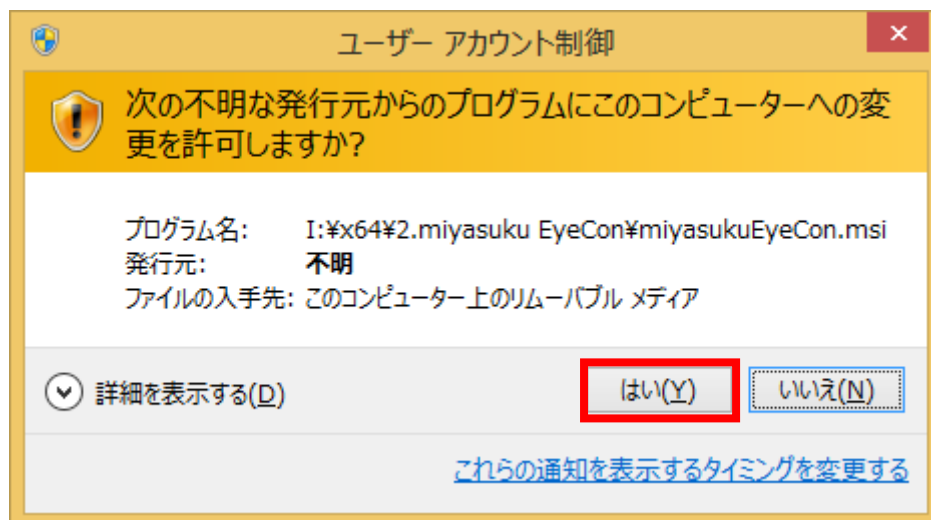 ユーザー アカウント制御
次の不明な発行元からのプログラムにこのコンピューターへの変
更を許可しますか?
プログラム名: I:¥x64¥2.miyasuku EyeCon¥miyasukuEyeCon.msi
発行元: 不明
ファイルの入手先: このコンピューター上のリムーバブル メディア
詳細を表示する(D) はい(Y) いいえ(N)
これらの通知を表示するタイミングを変更する